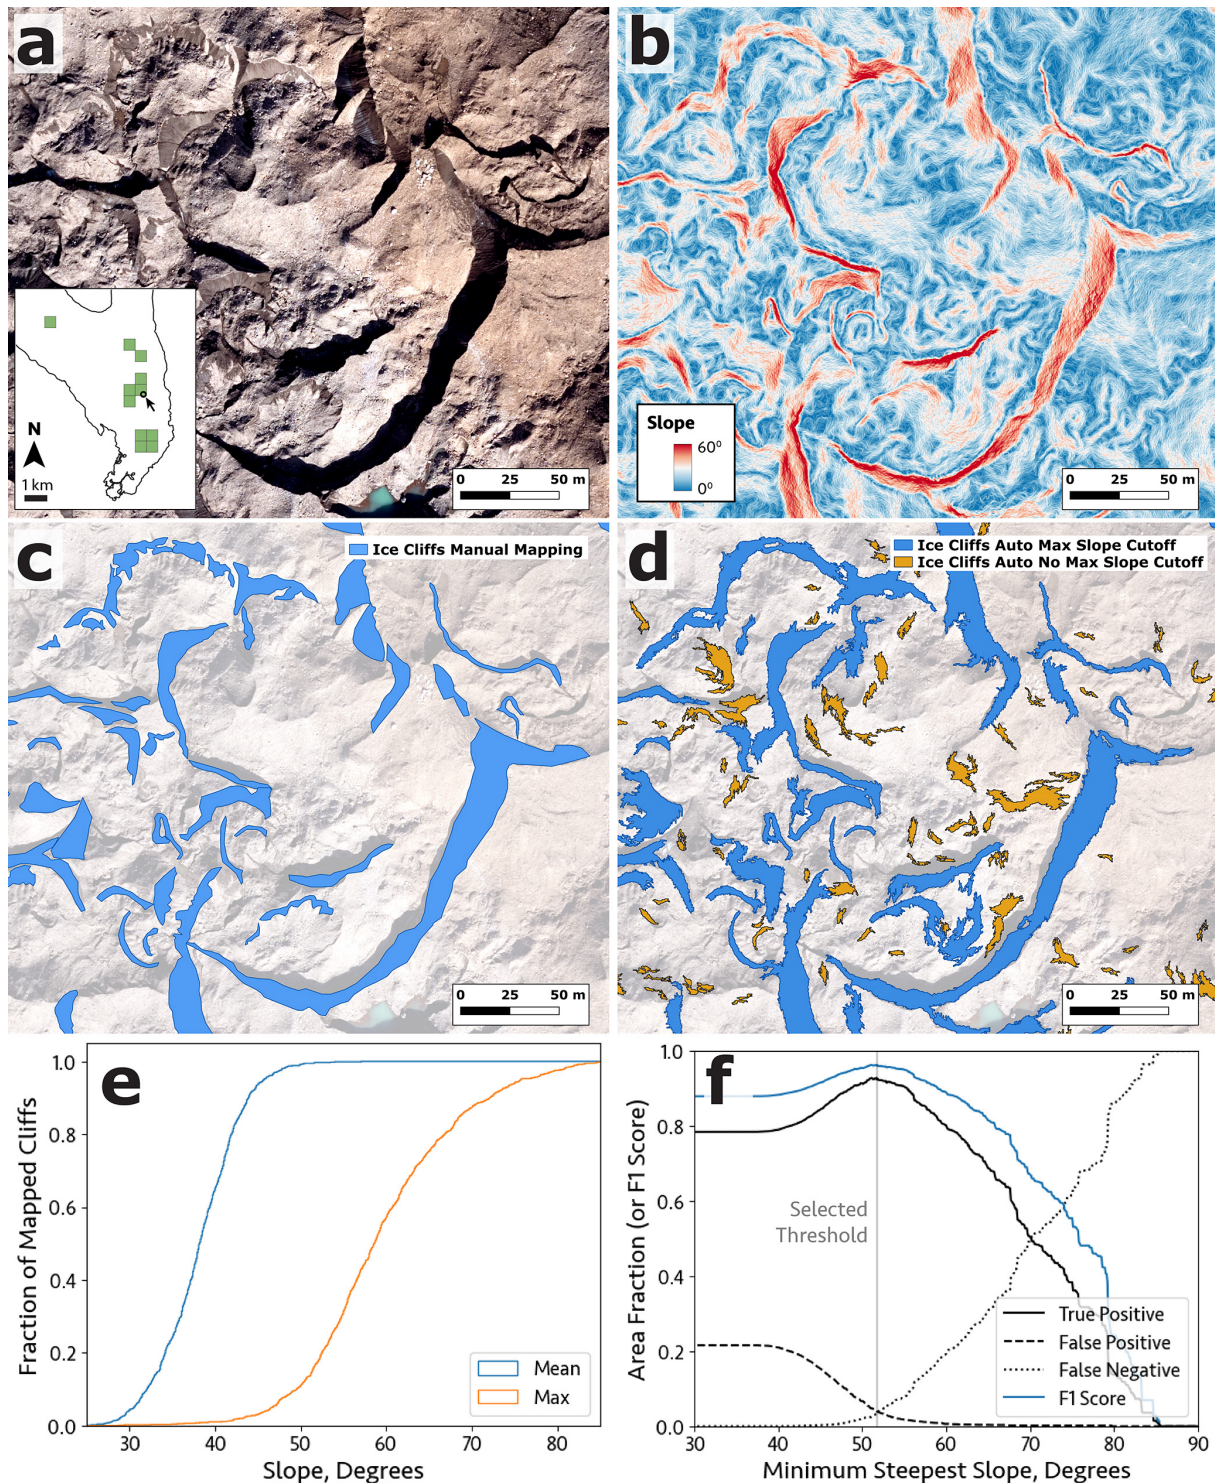 a
N
1 km
0 25 50 m
b
Slope
60⁰
0⁰
0 25 50 m
c
Ice Cliffs Manual Mapping
0 25 50 m
d
Ice Cliffs Auto Max Slope Cutoff
Ice Cliffs Auto No Max Slope Cutoff
0 25 50 m
e
Fraction of Mapped Cliffs
1.0
0.8
0.6
0.4
0.2
0.0
30 40 50 60 70 80
Slope, Degrees
Mean
Max
f
Area Fraction (or F1 Score)
1.0
0.8
0.6
0.4
0.2
0.0
30 40 50 60 70 80 90
Minimum Steepest Slope, Degrees
Selected
Threshold
True Positive
False Positive
False Negative
F1 Score